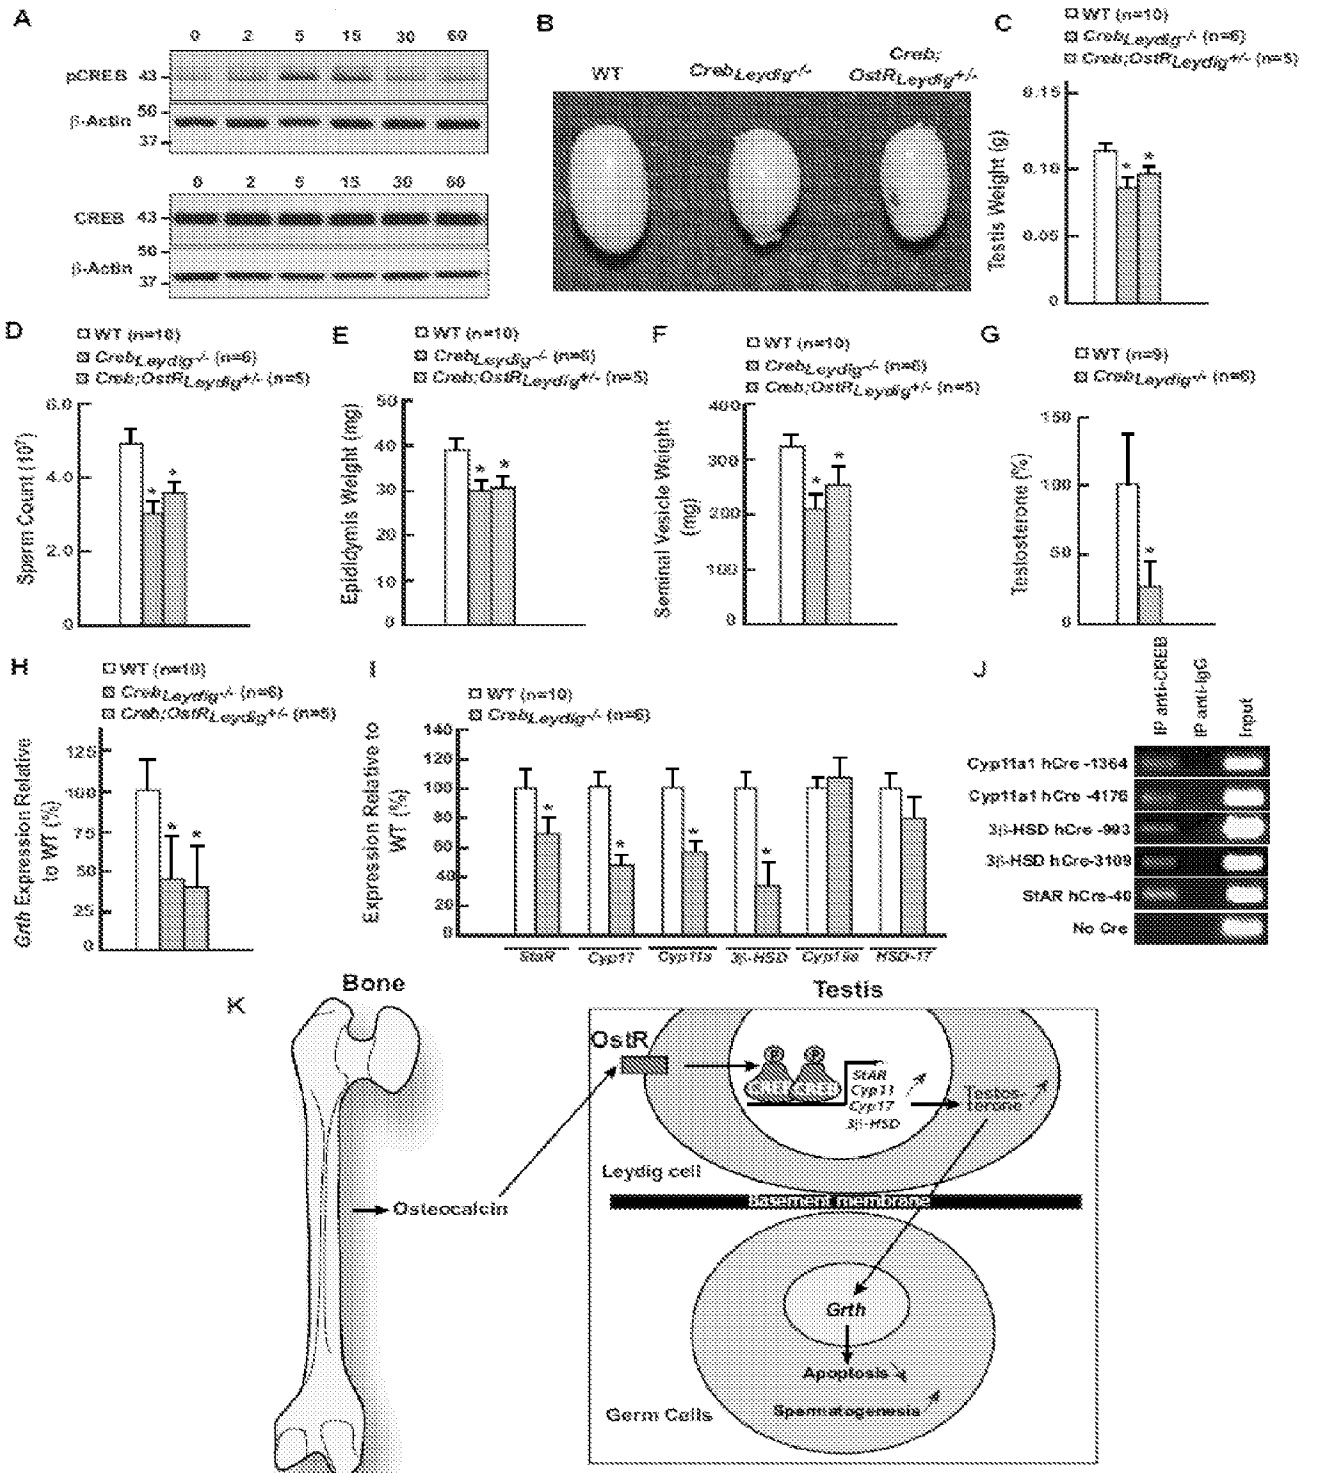 A
0 2 5 15 30 60
pCREB 43
β-Actin 50
37
0 2 5 15 30 60
CREB 43
50
β-Actin 37
B
WT CrebLeydig-/- Creb;
OstRLeydig+/-
C
WT (n=10)
CrebLeydig-/- (n=6)
Creb;OstRLeydig+/- (n=5)
Testis Weight (g)
0.15
0.10
0.05
0
* *
D
WT (n=10)
CrebLeydig-/- (n=6)
Creb;OstRLeydig+/- (n=5)
Sperm Count (10⁷)
6.0
4.0
2.0
0
* *
E
WT (n=10)
CrebLeydig-/- (n=6)
Creb;OstRLeydig+/- (n=5)
Epididymis Weight (mg)
50
40
30
20
10
0
* *
F
WT (n=10)
CrebLeydig-/- (n=6)
Creb;OstRLeydig+/- (n=5)
Seminal Vesicle Weight
(mg)
400
300
200
100
0
* *
G
WT (n=9)
CrebLeydig-/- (n=6)
Testosterone (%)
150
100
50
0
*
H
WT (n=10)
CrebLeydig-/- (n=6)
Creb;OstRLeydig+/- (n=5)
Grth Expression Relative
to WT (%)
125
100
75
50
25
0
* *
I
WT (n=10)
CrebLeydig-/- (n=6)
Expression Relative to
WT (%)
140
120
100
80
60
40
20
0
* * * *
StaR Cyp17 Cyp11a 3β-HSD Cyp19a HSD-17
J
IP anti-CREB
IP anti-IgG
Input
Cyp11a1 hCre -1364
Cyp11a1 hCre -4176
3β-HSD hCre -993
3β-HSD hCre-3109
StAR hCre-40
No Cre
K
Bone
Testis
OstR
P P
CREB CREB
StAR
Cyp11
Cyp17
3β-HSD
Testos-
terone
Leydig cell
Osteocalcin
Basement membrane
Grth
Apoptosis
Spermatogenesis
Germ Cells